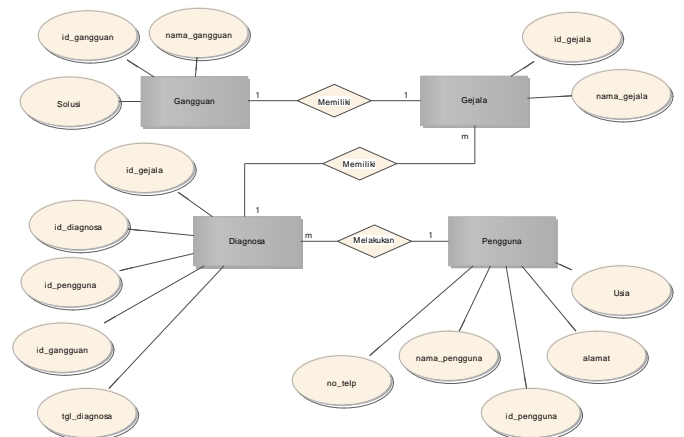 id_gangguan
nama_gangguan
id_gejala
Solusi
Gangguan
1
Memiliki
1
Gejala
nama_gejala
m
id_gejala
Memiliki
1
id_diagnosa
Diagnosa
m
Melakukan
1
Pengguna
id_pengguna
Usia
id_gangguan
nama_pengguna
alamat
no_telp
tgl_diagnosa
id_pengguna